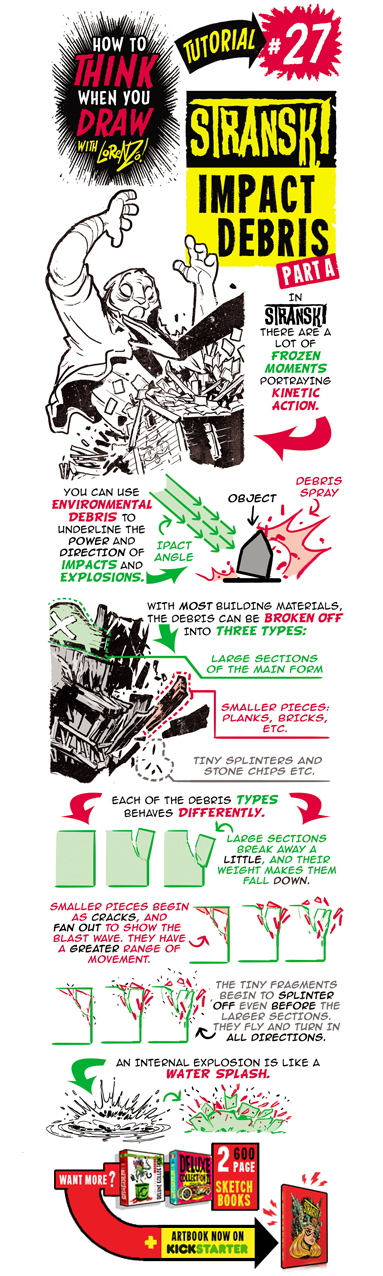 HOW TO
THINK
WHEN YOU
DRAW
WITH LORENZO!
TUTORIAL
#27
STRANSKI
IMPACT
DEBRIS
PART A
IN
STRANSKI
THERE ARE A
LOT OF
FROZEN
MOMENTS
PORTRAYING
KINETIC
ACTION.
YOU CAN USE
ENVIRONMENTAL
DEBRIS TO
UNDERLINE THE
POWER AND
DIRECTION OF
IMPACTS AND
EXPLOSIONS.
IPACT
ANGLE
OBJECT
DEBRIS
SPRAY
WITH MOST BUILDING MATERIALS,
THE DEBRIS CAN BE BROKEN OFF
INTO THREE TYPES:
LARGE SECTIONS
OF THE MAIN FORM
SMALLER PIECES:
PLANKS, BRICKS,
ETC.
TINY SPLINTERS AND
STONE CHIPS ETC.
EACH OF THE DEBRIS TYPES
BEHAVES DIFFERENTLY.
LARGE SECTIONS
BREAK AWAY A
LITTLE, AND THEIR
WEIGHT MAKES THEM
FALL DOWN.
SMALLER PIECES BEGIN
AS CRACKS, AND
FAN OUT TO SHOW THE
BLAST WAVE. THEY HAVE
A GREATER RANGE OF
MOVEMENT.
THE TINY FRAGMENTS
BEGIN TO SPLINTER
OFF EVEN BEFORE THE
LARGER SECTIONS.
THEY FLY AND TURN IN
ALL DIRECTIONS.
AN INTERNAL EXPLOSION IS LIKE A
WATER SPLASH.
WANT MORE?
DELUXE
COLLECTION
2 600
PAGE
SKETCH
BOOKS
+ ARTBOOK NOW ON
KICKSTARTER